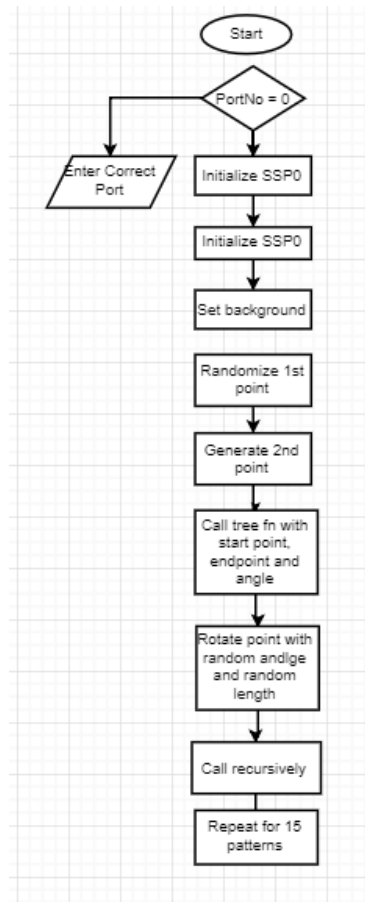 Start
PortNo = 0
Enter Correct
Port
Initialize SSP0
Initialize SSP0
Set background
Randomize 1st
point
Generate 2nd
point
Call tree fn with
start point,
endpoint and
angle
Rotate point with
random andlge
and random
length
Call recursively
Repeat for 15
patterns